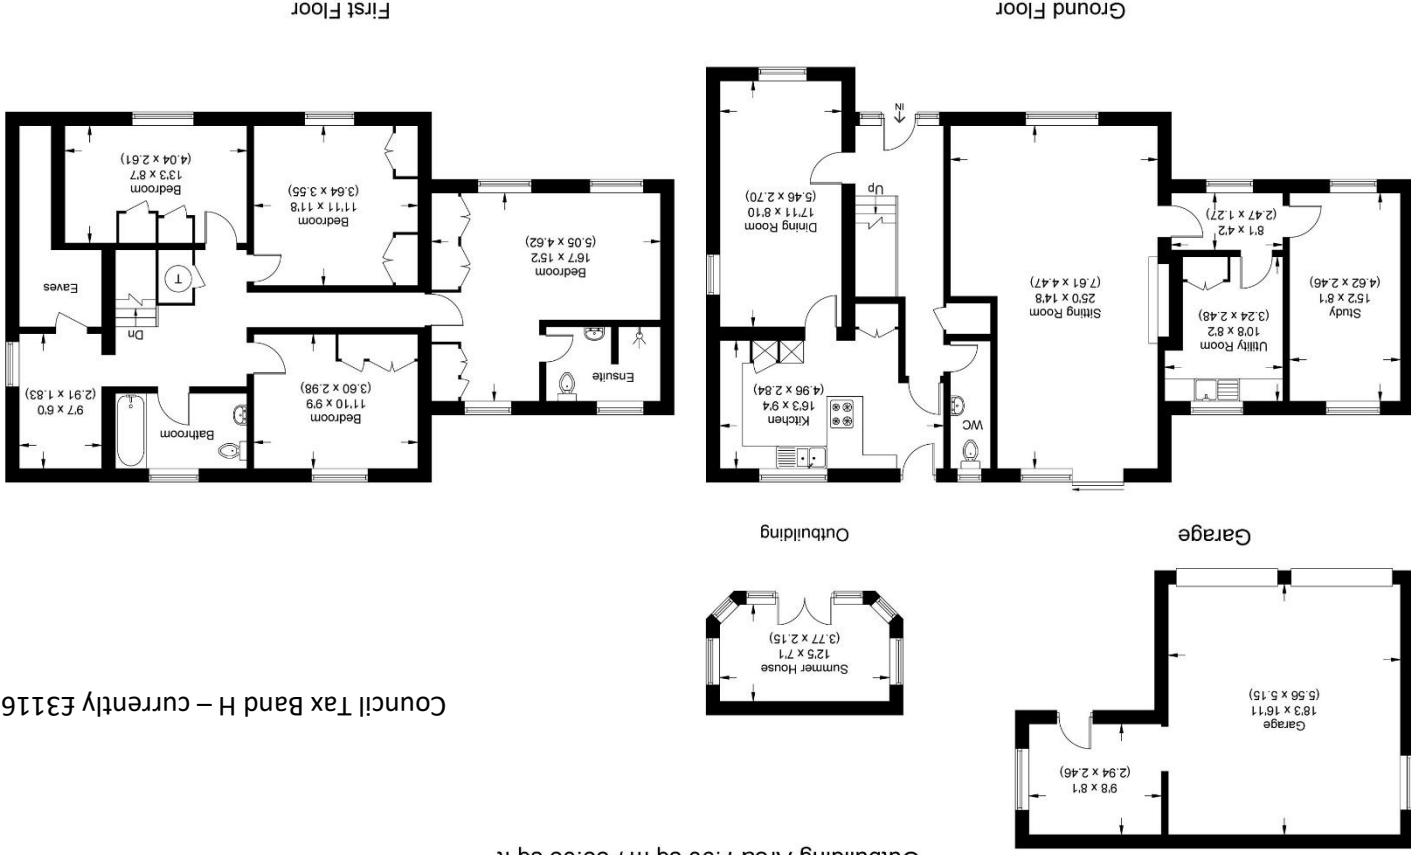 Outbuilding Area
Garage
18'3 x 16'11
(5.56 x 5.15)
9'8 x 8'1
(2.94 x 2.46)
Garage
Summer House
12'5 x 7'1
(3.77 x 2.15)
Outbuilding
Council Tax Band H – currently £3116
Study
15'2 x 8'1
(4.62 x 2.46)
Utility Room
10'8 x 8'2
(3.24 x 2.48)
8'1 x 4'2
(2.47 x 1.27)
Sitting Room
25'0 x 14'8
(7.61 x 4.47)
WC
Kitchen
16'3 x 9'4
(4.96 x 2.84)
Up
Dining Room
17'11 x 8'10
(5.46 x 2.70)
IN
Ground Floor
Ensuite
Bedroom
16'7 x 15'2
(5.05 x 4.62)
Bedroom
11'10 x 9'9
(3.60 x 2.98)
Bathroom
9'7 x 6'0
(2.91 x 1.83)
Dn
Eaves
T
Bedroom
11'11 x 11'8
(3.64 x 3.55)
Bedroom
13'3 x 8'7
(4.04 x 2.61)
First Floor